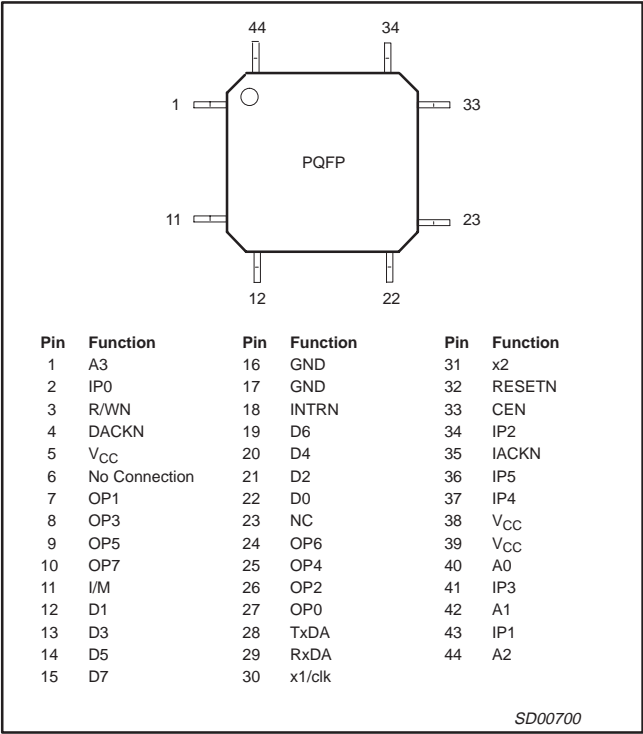 44 34
1 33
PQFP
11 23
12 22
Pin Function Pin Function Pin Function
1 A3 16 GND 31 x2
2 IP0 17 GND 32 RESETN
3 R/WN 18 INTRN 33 CEN
4 DACKN 19 D6 34 IP2
5 VCC 20 D4 35 IACKN
6 No Connection 21 D2 36 IP5
7 OP1 22 D0 37 IP4
8 OP3 23 NC 38 VCC
9 OP5 24 OP6 39 VCC
10 OP7 25 OP4 40 A0
11 I/M 26 OP2 41 IP3
12 D1 27 OP0 42 A1
13 D3 28 TxDA 43 IP1
14 D5 29 RxDA 44 A2
15 D7 30 x1/clk
SD00700